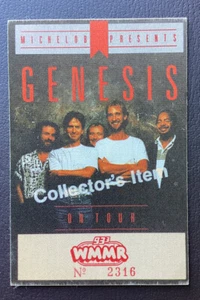 MICHELOB PRESENTS
GENESIS
Collector's Item
ON TOUR
93.3
WMMR
Nº 2316